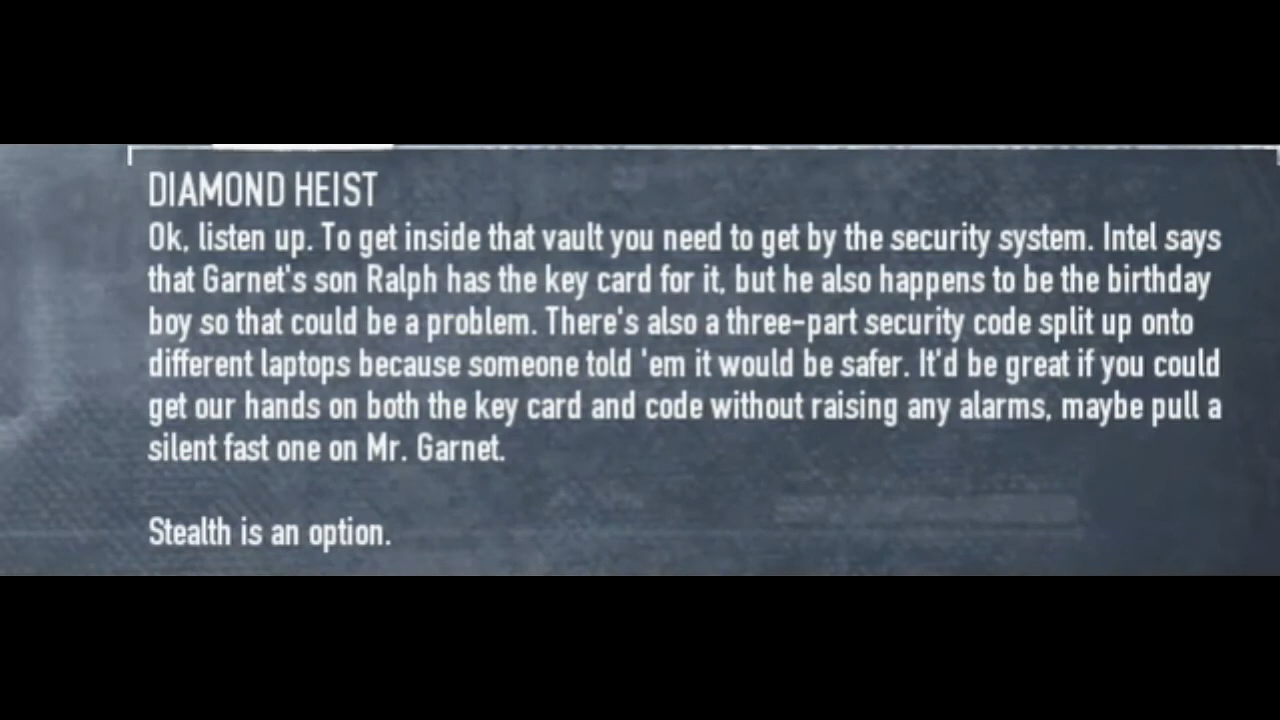 DIAMOND HEIST
Ok, listen up. To get inside that vault you need to get by the security system. Intel says
that Garnet's son Ralph has the key card for it, but he also happens to be the birthday
boy so that could be a problem. There's also a three-part security code split up onto
different laptops because someone told 'em it would be safer. It'd be great if you could
get our hands on both the key card and code without raising any alarms, maybe pull a
silent fast one on Mr. Garnet.
Stealth is an option.